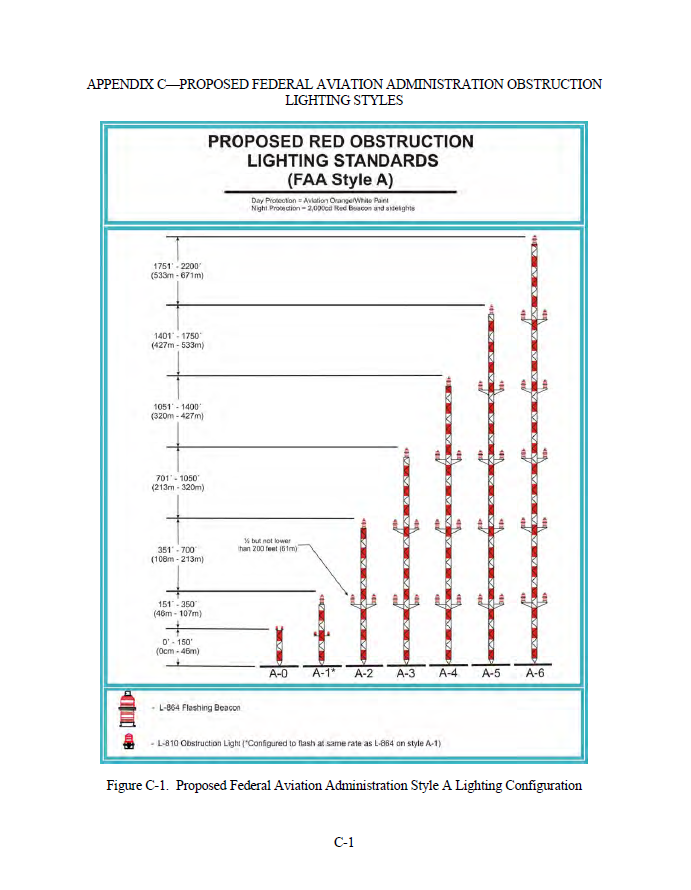 APPENDIX C—PROPOSED FEDERAL AVIATION ADMINISTRATION OBSTRUCTION
LIGHTING STYLES
PROPOSED RED OBSTRUCTION
LIGHTING STANDARDS
(FAA Style A)
Day Protection = Aviation Orange/White Paint
Night Protection = 2,000cd Red Beacon and sidelights
1751' - 2200'
(533m - 671m)
1401' - 1750'
(427m - 533m)
1051' - 1400'
(320m - 427m)
701' - 1050'
(213m - 320m)
½ but not lower
than 200 feet (61m)
351' - 700'
(108m - 213m)
151' - 350'
(46m - 107m)
0' - 150'
(0cm - 46m)
A-0 A-1* A-2 A-3 A-4 A-5 A-6
- L-864 Flashing Beacon
- L-810 Obstruction Light (*Configured to flash at same rate as L-864 on style A-1)
Figure C-1. Proposed Federal Aviation Administration Style A Lighting Configuration
C-1